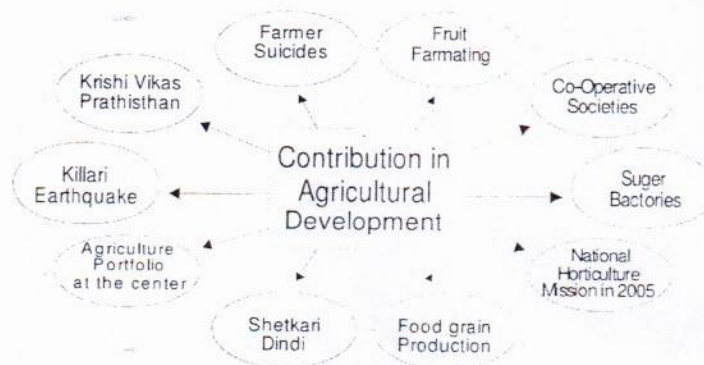 Farmer
Suicides
Fruit
Farmating
Krishi Vikas
Prathisthan
Co-Operative
Societies
Contribution in
Agricultural
Development
Killari
Earthquake
Suger
Bactories
Agriculture
Portfolio
at the center
National
Horticulture
Mission in 2005
Shetkari
Dindi
Food grain
Production